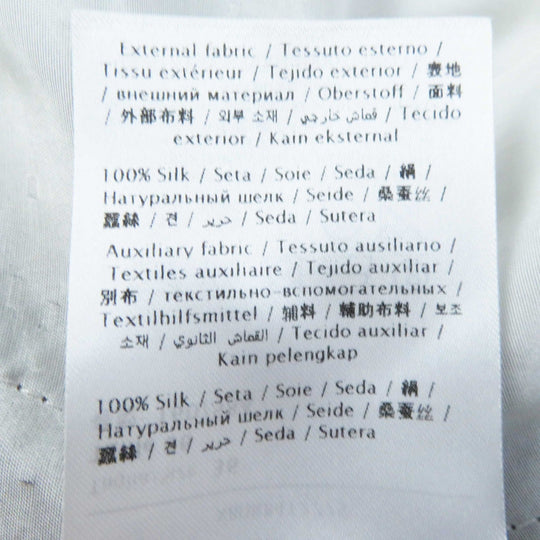 External fabric / Tessuto esterno /
Tissu extérieur / Tejido exterior / 表地
/ внешний материал / Oberstoff / 面料
/ 外部布料 / 외부 소재 / قماش خارجي / Tecido
exterior / Kain eksternal
100% Silk / Seta / Soie / Seda / 絹 /
Натуральный шелк / Seide / 桑蚕丝 /
蠶絲 / 견 / حرير / Seda / Sutera
Auxiliary fabric / Tessuto ausiliario /
Textiles auxiliaire / Tejido auxiliar /
別布 / текстильно-вспомогательных /
Textilhilfsmittel / 辅料 / 輔助布料 / 보조
소재 / القماش الثانوي / Tecido auxiliar /
Kain pelengkap
100% Silk / Seta / Soie / Seda / 絹 /
Натуральный шелк / Seide / 桑蚕丝 /
蠶絲 / 견 / حرير / Seda / Sutera